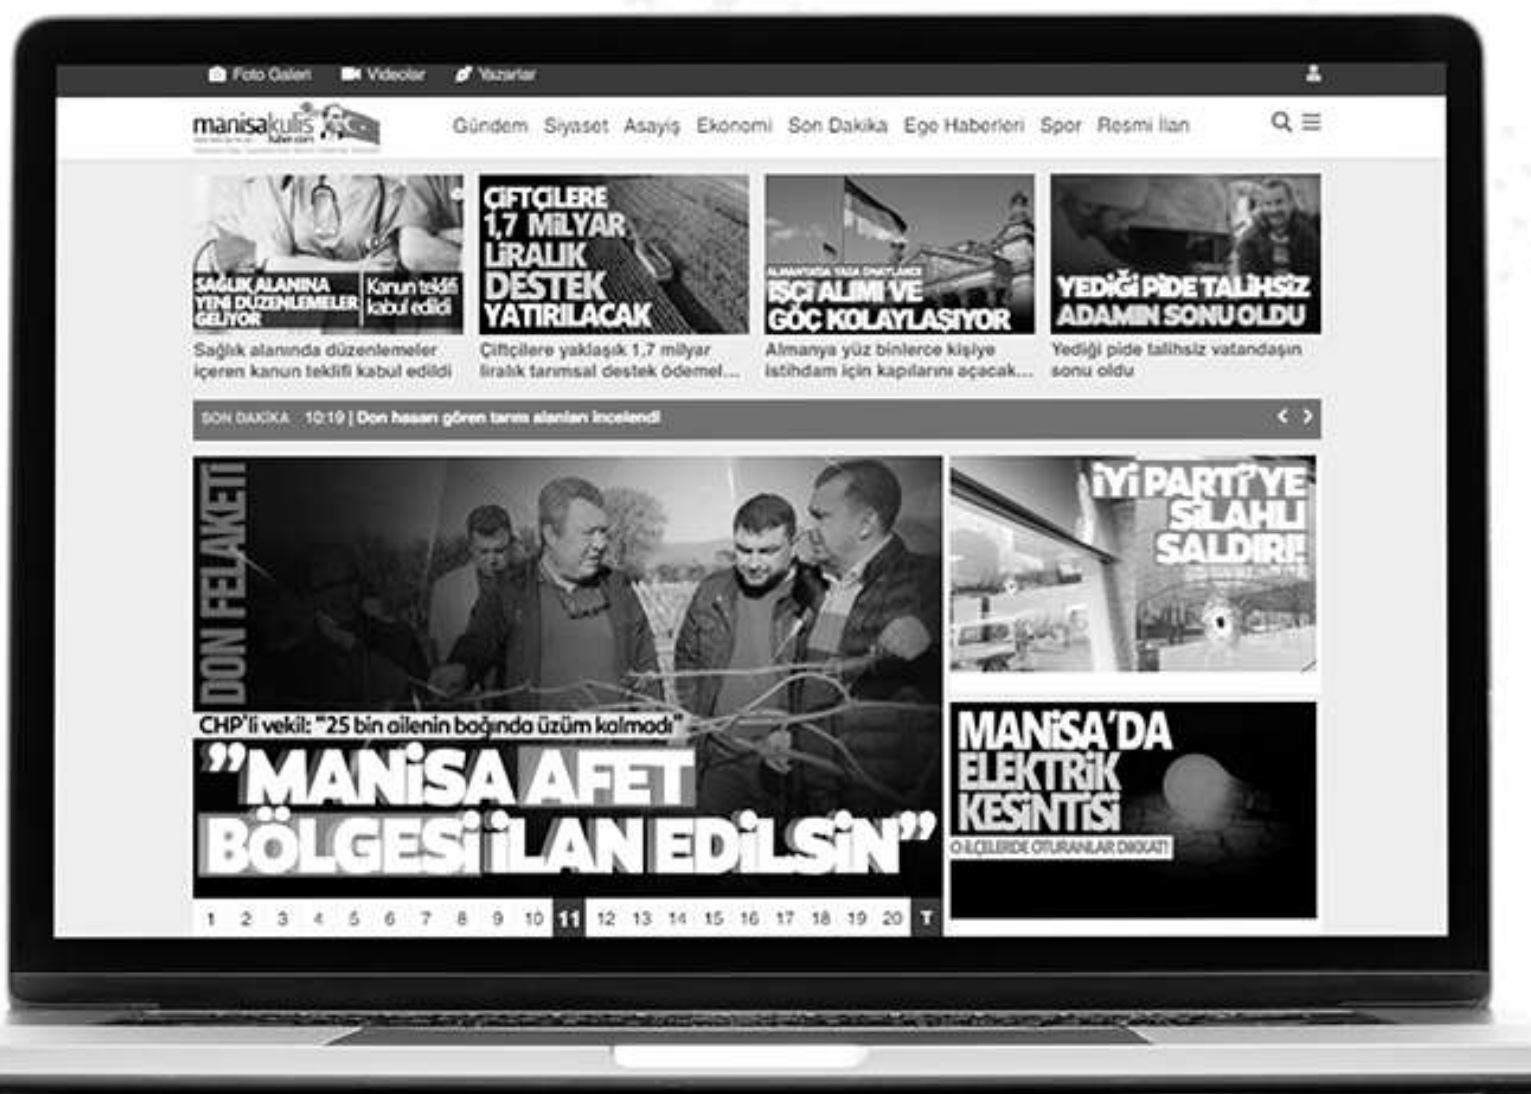 Foto Galeri Videolar Yazarlar
manisakulis
haber.com
Gündem Siyaset Asayiş Ekonomi Son Dakika Ege Haberleri Spor Resmi İlan
SAĞLIK ALANINA
YENİ DÜZENLEMELER
GELİYOR
Kanun teklifi
kabul edildi
Sağlık alanında düzenlemeler
içeren kanun teklifi kabul edildi
ÇİFTÇİLERE
1,7 MİLYAR
LİRALIK
DESTEK
YATIRILACAK
Çiftçilere yaklaşık 1,7 milyar
liralık tarımsal destek ödemel...
ALMANYA'DA YASA ONAYLANDI
İŞÇİ ALIMI VE
GÖÇ KOLAYLAŞIYOR
Almanya yüz binlerce kişiye
istihdam için kapılarını açacak...
YEDİĞİ PİDE TALİHSİZ
ADAMIN SONU OLDU
Yediği pide talihsiz vatandaşın
sonu oldu
SON DAKİKA 10:19 | Don hasarı gören tarım alanları incelendi
DON FELAKETİ
CHP'li vekil: "25 bin ailenin bağında üzüm kalmadı"
"MANİSA AFET
BÖLGESİ İLAN EDİLSİN"
1 2 3 4 5 6 7 8 9 10 11 12 13 14 15 16 17 18 19 20 T
İYİ PARTİ'YE
SİLAHLI
SALDIRI!
MANİSA'DA
ELEKTRİK
KESİNTİSİ
O İLÇELERDE OTURANLAR DİKKAT!